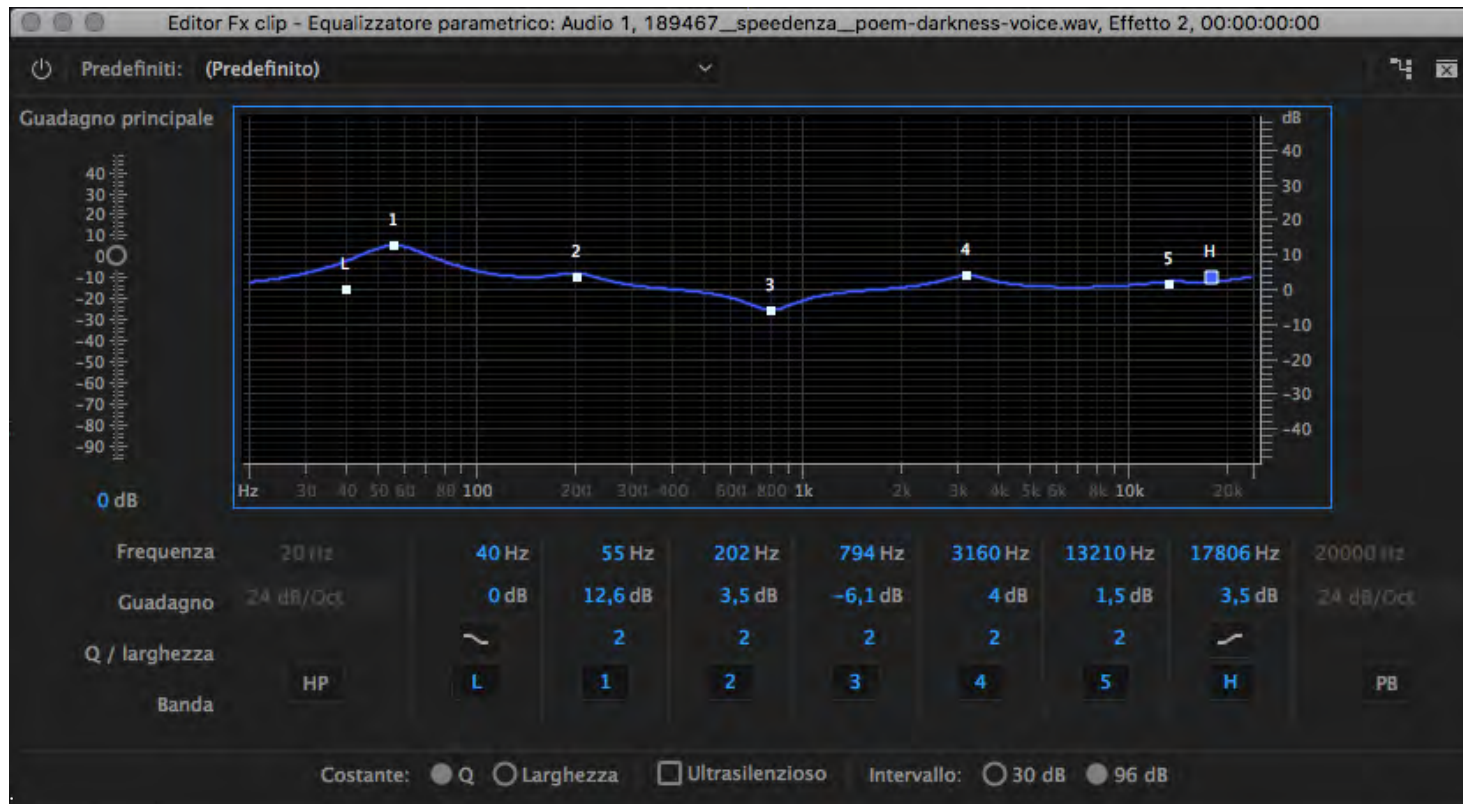 Editor Fx clip - Equalizzatore parametrico: Audio 1, 189467__speedenza__poem-darkness-voice.wav, Effetto 2, 00:00:00:00
Predefiniti: (Predefinito)
Guadagno principale
dB
40
30
20
10
0
-10
-20
-30
-40
-50
-60
-70
-80
-90
0 dB
L
1
2
3
4
5
H
40
30
20
10
0
-10
-20
-30
-40
Hz 30 40 50 60 80 100 200 300 400 600 800 1k 2k 3k 4k 5k 6k 8k 10k 20k
Frequenza 20 Hz 40 Hz 55 Hz 202 Hz 794 Hz 3160 Hz 13210 Hz 17806 Hz 20000 Hz
Guadagno 24 dB/Oct 0 dB 12,6 dB 3,5 dB -6,1 dB 4 dB 1,5 dB 3,5 dB 24 dB/Oct
Q / larghezza 2 2 2 2 2
Banda HP L 1 2 3 4 5 H PB
Costante: Q Larghezza Ultrasilenzioso Intervallo: 30 dB 96 dB